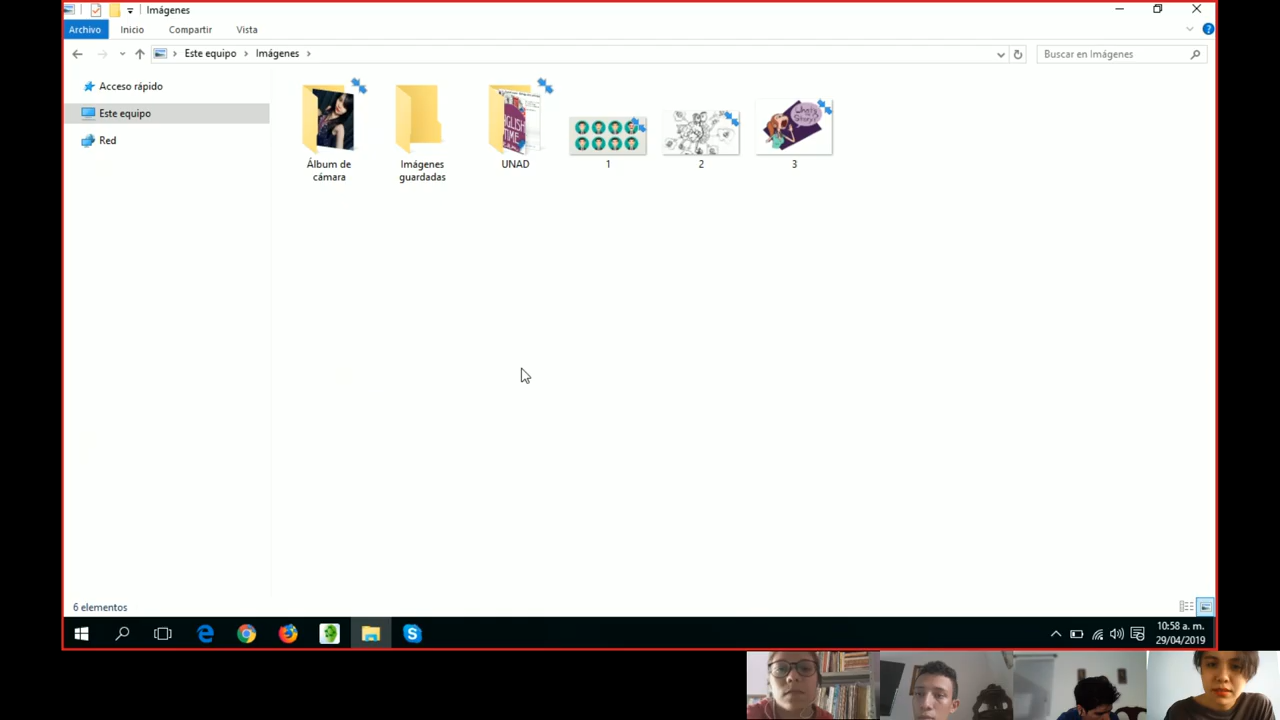 Imágenes
Archivo Inicio Compartir Vista
Este equipo Imágenes Buscar en Imágenes
Acceso rápido
Este equipo
Red
Álbum de cámara
Imágenes guardadas
UNAD
1
2
3
6 elementos
10:58 a. m.
29/04/2019